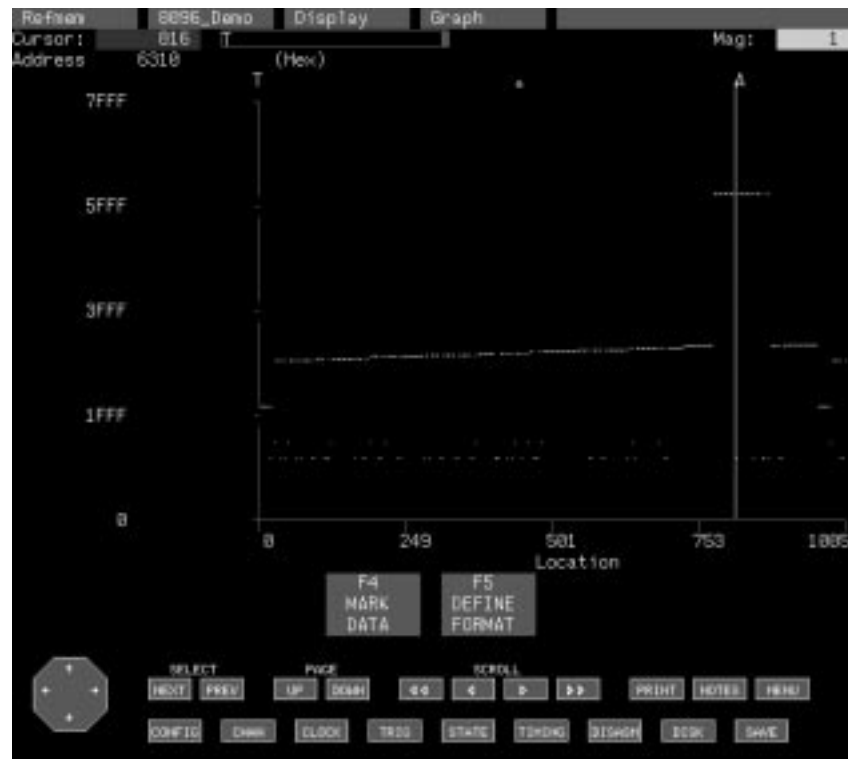 Refmem 8096_Demo Display Graph
Cursor: 816 T Mag: 1
Address 6310 (Hex)
T A
7FFF
5FFF
3FFF
1FFF
0
0 249 501 753 1005
Location
F4 F5
MARK DEFINE
DATA FORMAT
SELECT PAGE SCROLL
NEXT PREV UP DOWN PRINT NOTES MENU
CONFIG CHAN CLOCK TRIG STATE TIMING DISASM DISK SAVE